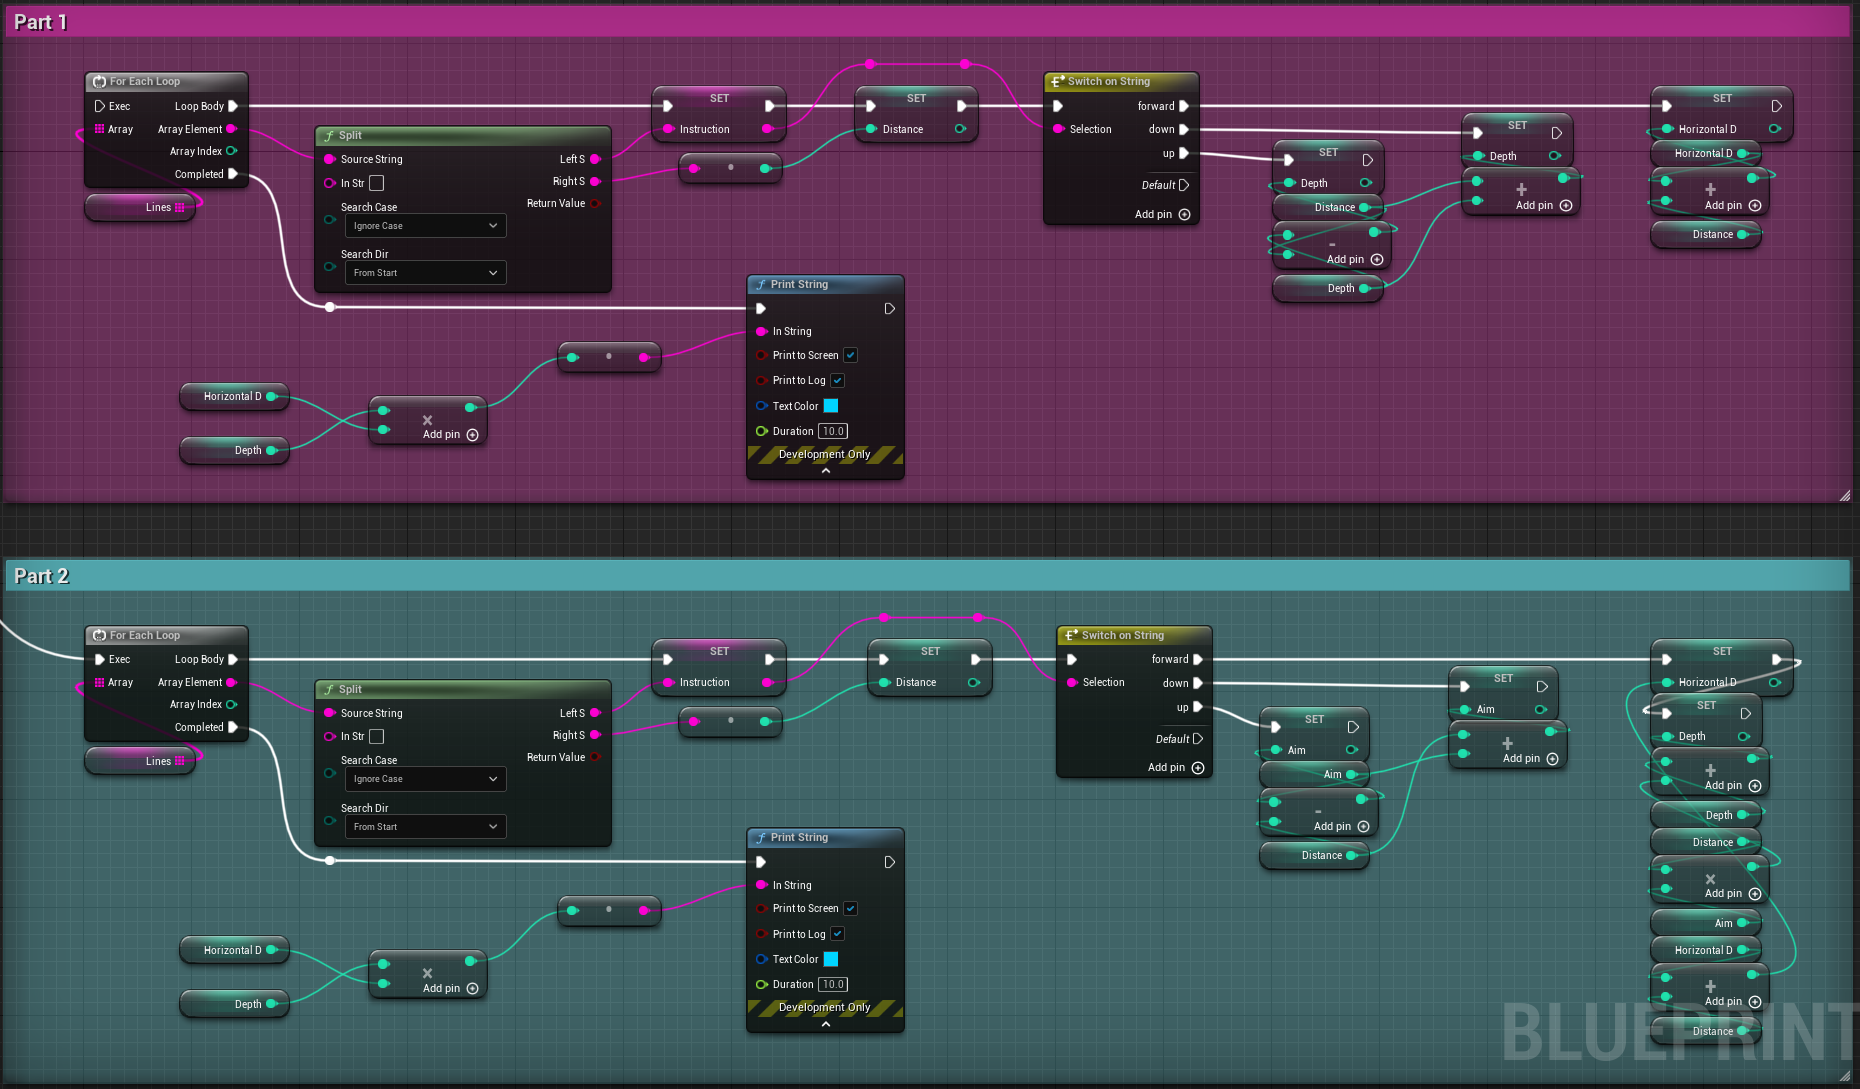 Part 1
For Each Loop
Exec
Loop Body
Array
Array Element
Array Index
Completed
Lines
Split
Source String
Left S
In Str
Right S
Search Case
Return Value
Ignore Case
Search Dir
From Start
SET
Instruction
SET
Distance
Switch on String
forward
Selection
down
up
Default
Add pin
SET
Depth
Distance
-
Add pin
Depth
SET
Depth
+
Add pin
SET
Horizontal D
Horizontal D
+
Add pin
Distance
Print String
In String
Print to Screen
Print to Log
Text Color
Duration 10.0
Development Only
Horizontal D
Depth
×
Add pin
Part 2
For Each Loop
Exec
Loop Body
Array
Array Element
Array Index
Completed
Lines
Split
Source String
Left S
In Str
Right S
Search Case
Return Value
Ignore Case
Search Dir
From Start
SET
Instruction
SET
Distance
Switch on String
forward
Selection
down
up
Default
Add pin
SET
Aim
Aim
-
Add pin
Distance
SET
Aim
+
Add pin
SET
Horizontal D
SET
Depth
+
Add pin
Depth
Distance
×
Add pin
Aim
Horizontal D
+
Add pin
Distance
Print String
In String
Print to Screen
Print to Log
Text Color
Duration 10.0
Development Only
Horizontal D
Depth
×
Add pin
BLUEPRINT